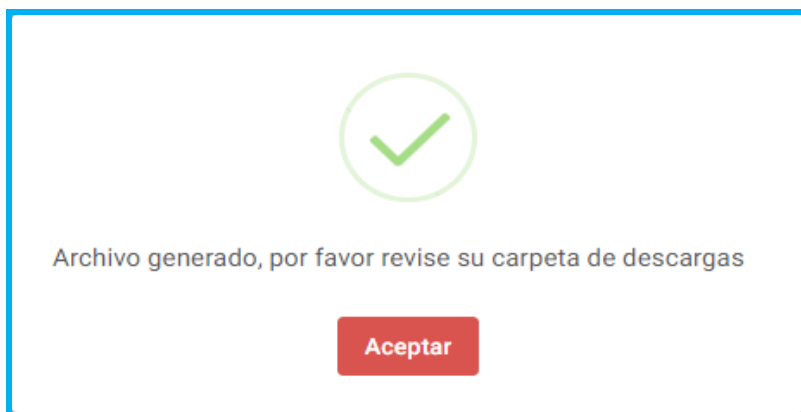 Archivo generado, por favor revise su carpeta de descargas
Aceptar